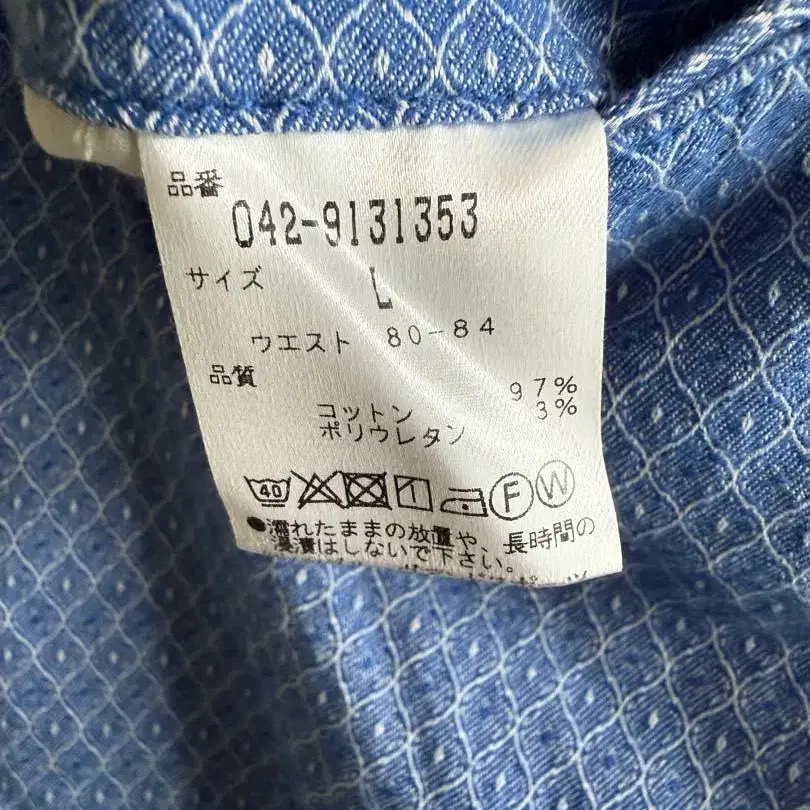 品番
042-9131353
サイズ L
ウエスト 80-84
品質
コットン 97%
ポリウレタン 3%
40 F W
●濡れたままの放置や、長時間の
浸漬はしないで下さい。